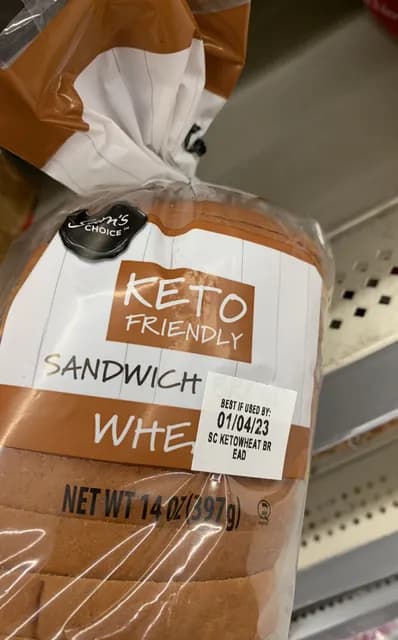 CHOICE
KETO
FRIENDLY
SANDWICH
WHE
BEST IF USED BY:
01/04/23
SC KETOWHEAT BR
EAD
NET WT 14 OZ (397g)